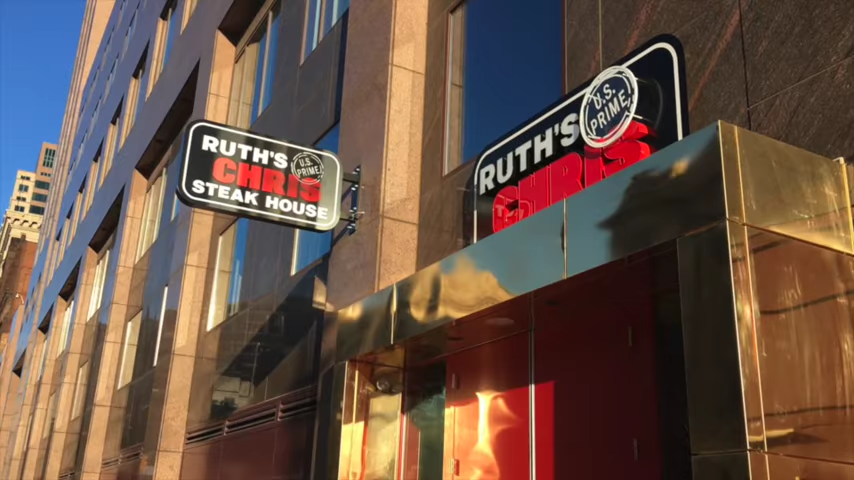 RUTH'S
CHRIS
U.S.
PRIME
STEAK HOUSE
RUTH'S
U.S.
PRIME
CHRIS